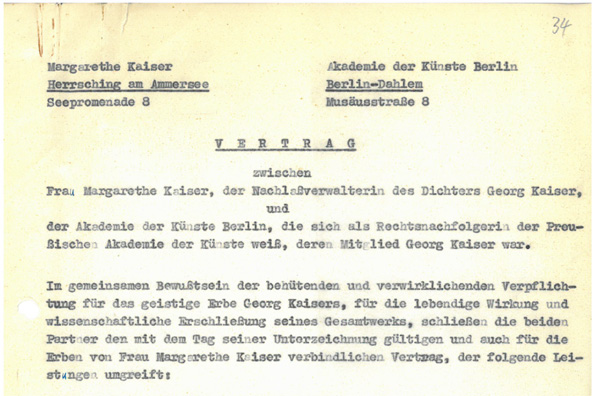 34
Margarethe Kaiser Akademie der Künste Berlin
Herrsching am Ammersee Berlin-Dahlem
Seepromenade 8 Musäusstraße 8
VERTRAG
zwischen
Frau Margarethe Kaiser, der Nachlaßverwalterin des Dichters Georg Kaiser,
und
der Akademie der Künste Berlin, die sich als Rechtsnachfolgerin der Preu-
ßischen Akademie der Künste weiß, deren Mitglied Georg Kaiser war.
Im gemeinsamen Bewußtsein der behütenden und verwirklichenden Verpflich-
tung für das geistige Erbe Georg Kaisers, für die lebendige Wirkung und
wissenschaftliche Erschließung seines Gesamtwerks, schließen die beiden
Partner den mit dem Tag seiner Unterzeichnung gültigen und auch für die
Erben von Frau Margarethe Kaiser verbindlichen Vertrag, der folgende Lei-
stungen umgreift: